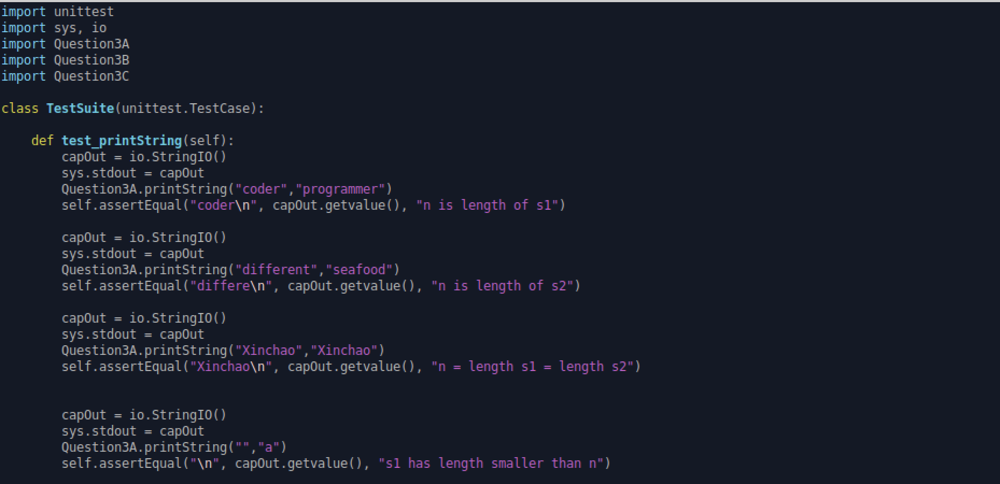 import unittest
import sys, io
import Question3A
import Question3B
import Question3C
class TestSuite(unittest.TestCase):
def test_printString(self):
capOut = io.StringIO()
sys.stdout = capOut
Question3A.printString("coder","programmer")
self.assertEqual("coder\n", capOut.getvalue(), "n is length of s1")
capOut = io.StringIO()
sys.stdout = capOut
Question3A.printString("different","seafood")
self.assertEqual("differe\n", capOut.getvalue(), "n is length of s2")
capOut = io.StringIO()
sys.stdout = capOut
Question3A.printString("Xinchao","Xinchao")
self.assertEqual("Xinchao\n", capOut.getvalue(), "n = length s1 = length s2")
capOut = io.StringIO()
sys.stdout = capOut
Question3A.printString("","a")
self.assertEqual("\n", capOut.getvalue(), "s1 has length smaller than n")